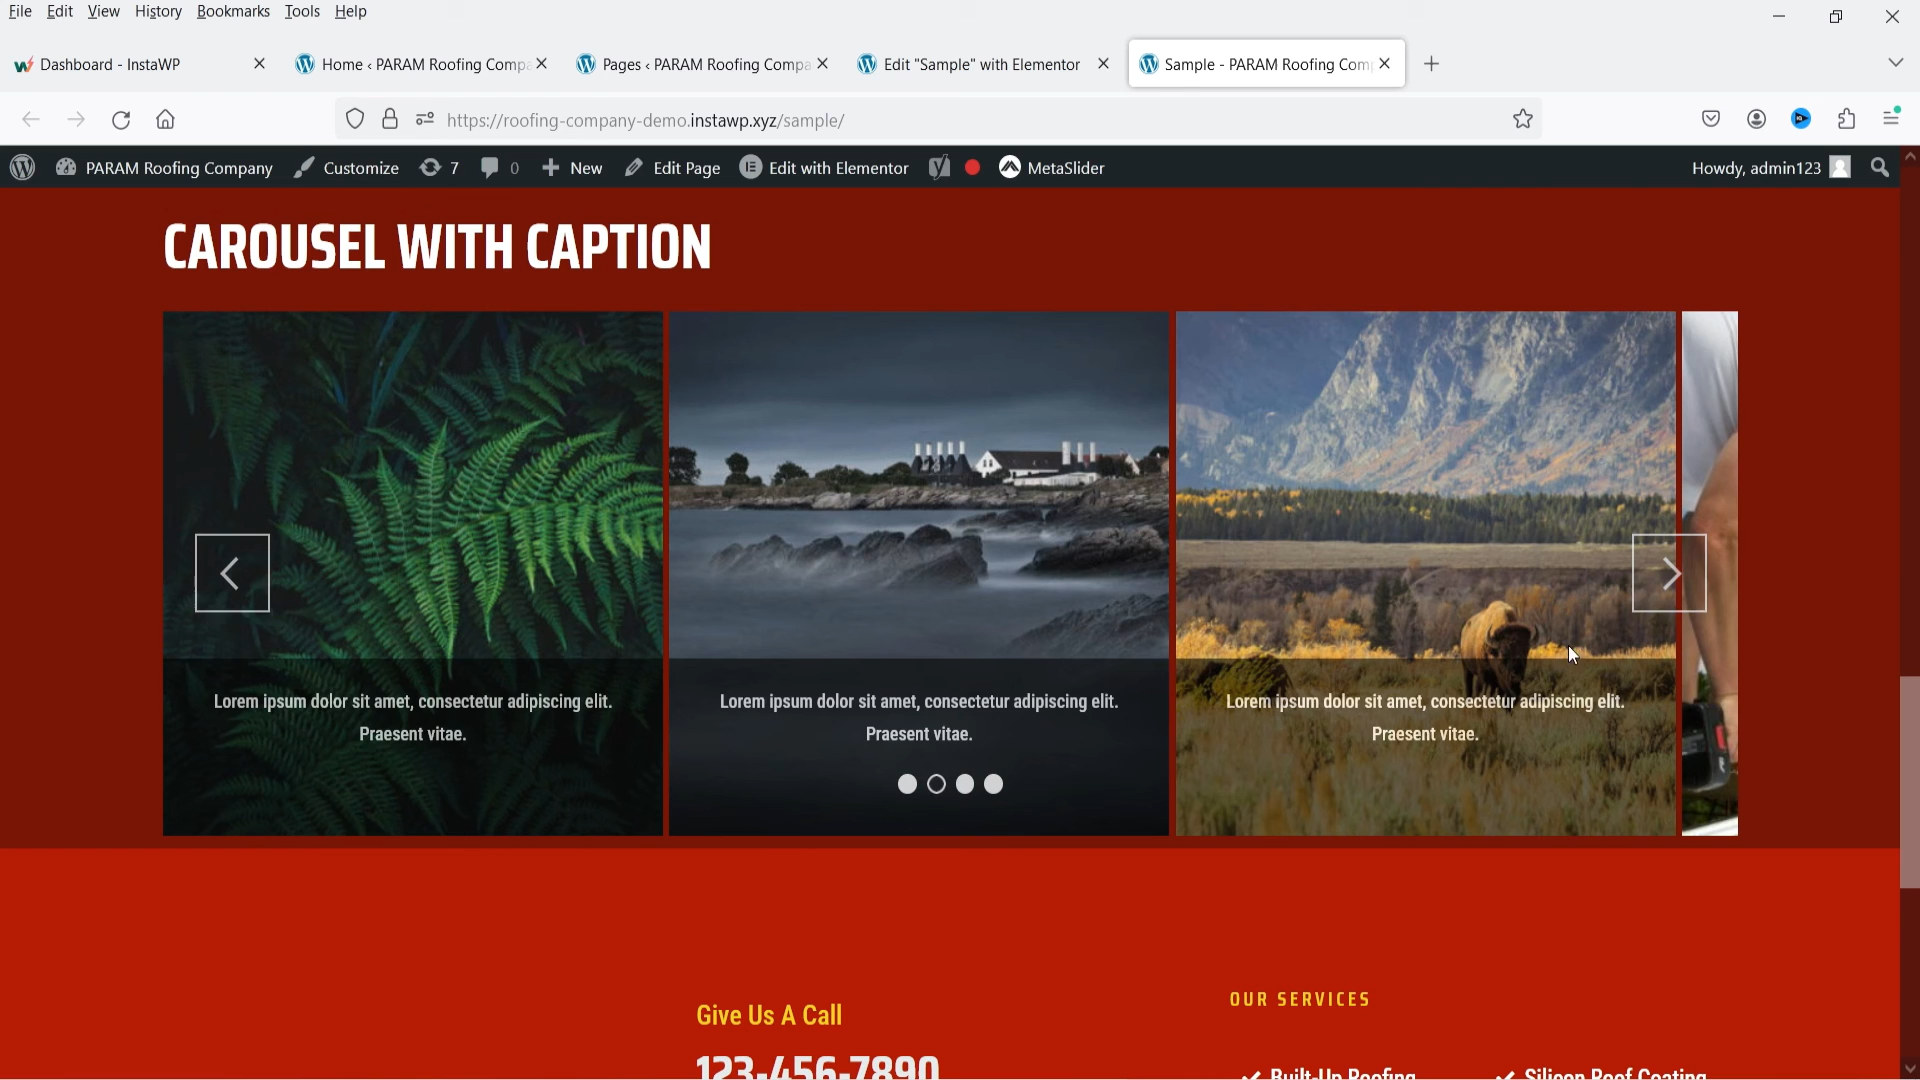 File Edit View History Bookmarks Tools Help
Dashboard - InstaWP
Home ‹ PARAM Roofing Compa
Pages ‹ PARAM Roofing Compa
Edit "Sample" with Elementor
Sample - PARAM Roofing Com
https://roofing-company-demo.instawp.xyz/sample/
PARAM Roofing Company Customize 7 0 New Edit Page Edit with Elementor MetaSlider Howdy, admin123
CAROUSEL WITH CAPTION
Lorem ipsum dolor sit amet, consectetur adipiscing elit.
Praesent vitae.
Lorem ipsum dolor sit amet, consectetur adipiscing elit.
Praesent vitae.
Lorem ipsum dolor sit amet, consectetur adipiscing elit.
Praesent vitae.
Give Us A Call
123-456-7890
OUR SERVICES
Built-Up Roofing
Silicon Roof Coating